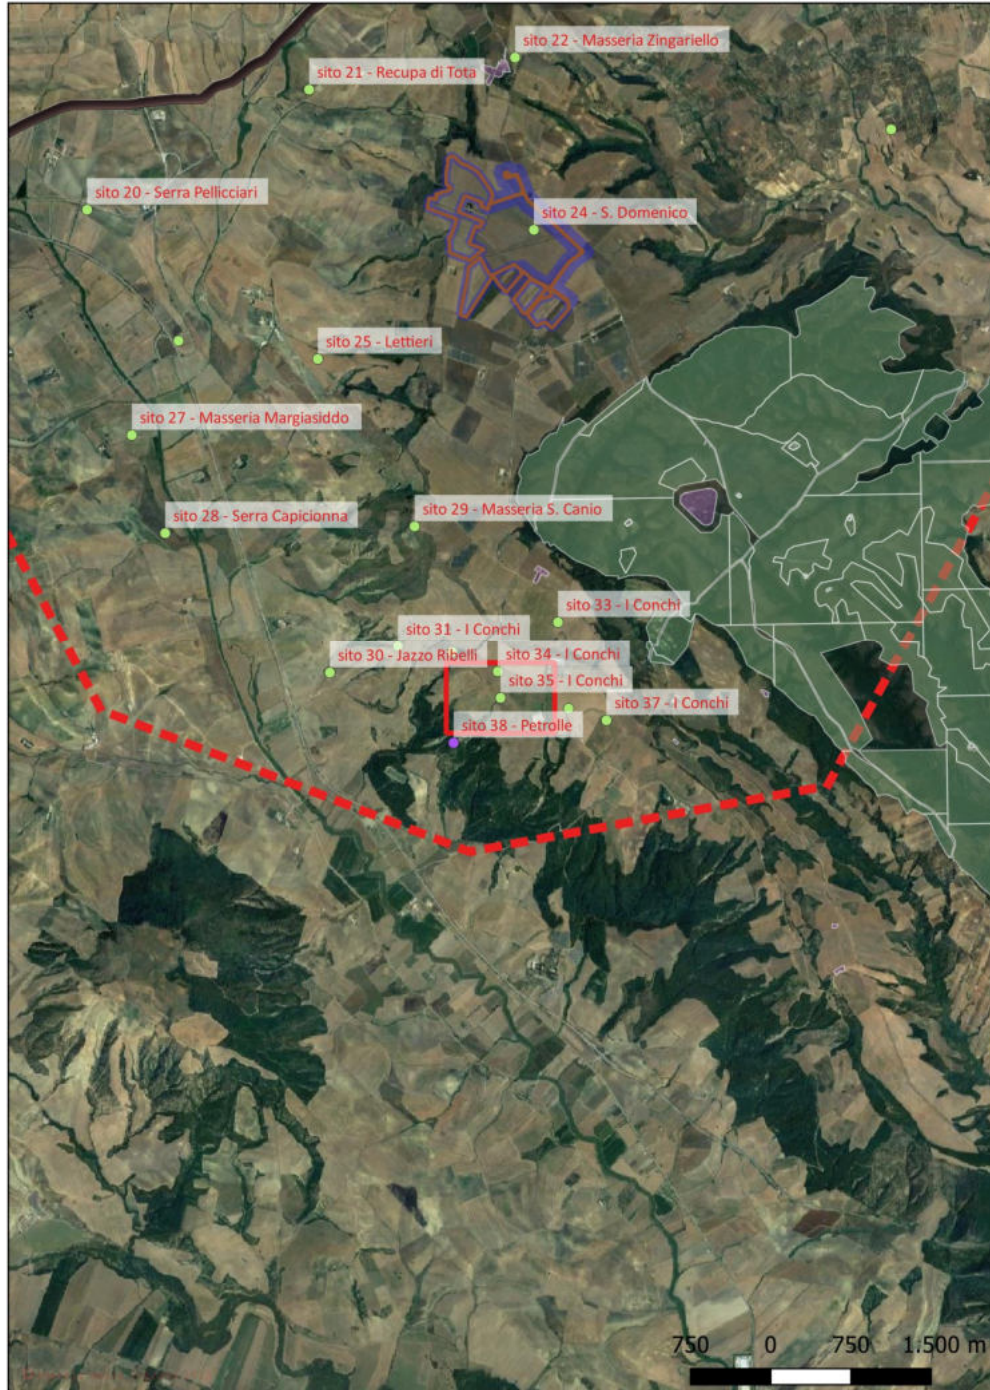 sito 22 - Masseria Zingariello
sito 21 - Recupa di Tota
sito 20 - Serra Pellicciari
sito 24 - S. Domenico
sito 25 - Lettieri
sito 27 - Masseria Margiasiddo
sito 28 - Serra Capicionna
sito 29 - Masseria S. Canio
sito 33 - I Conchi
sito 31 - I Conchi
sito 30 - Jazzo Ribelli
sito 34 - I Conchi
sito 35 - I Conchi
sito 37 - I Conchi
sito 38 - Petrolle
750 0 750 1.500 m